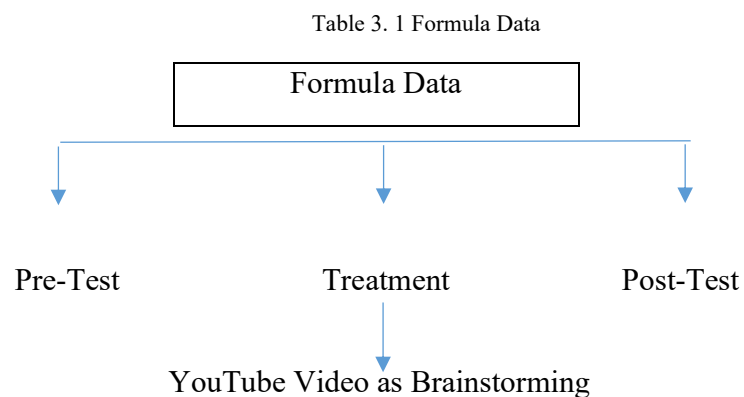 Table 3. 1 Formula Data
Formula Data
Pre-Test
Treatment
Post-Test
YouTube Video as Brainstorming